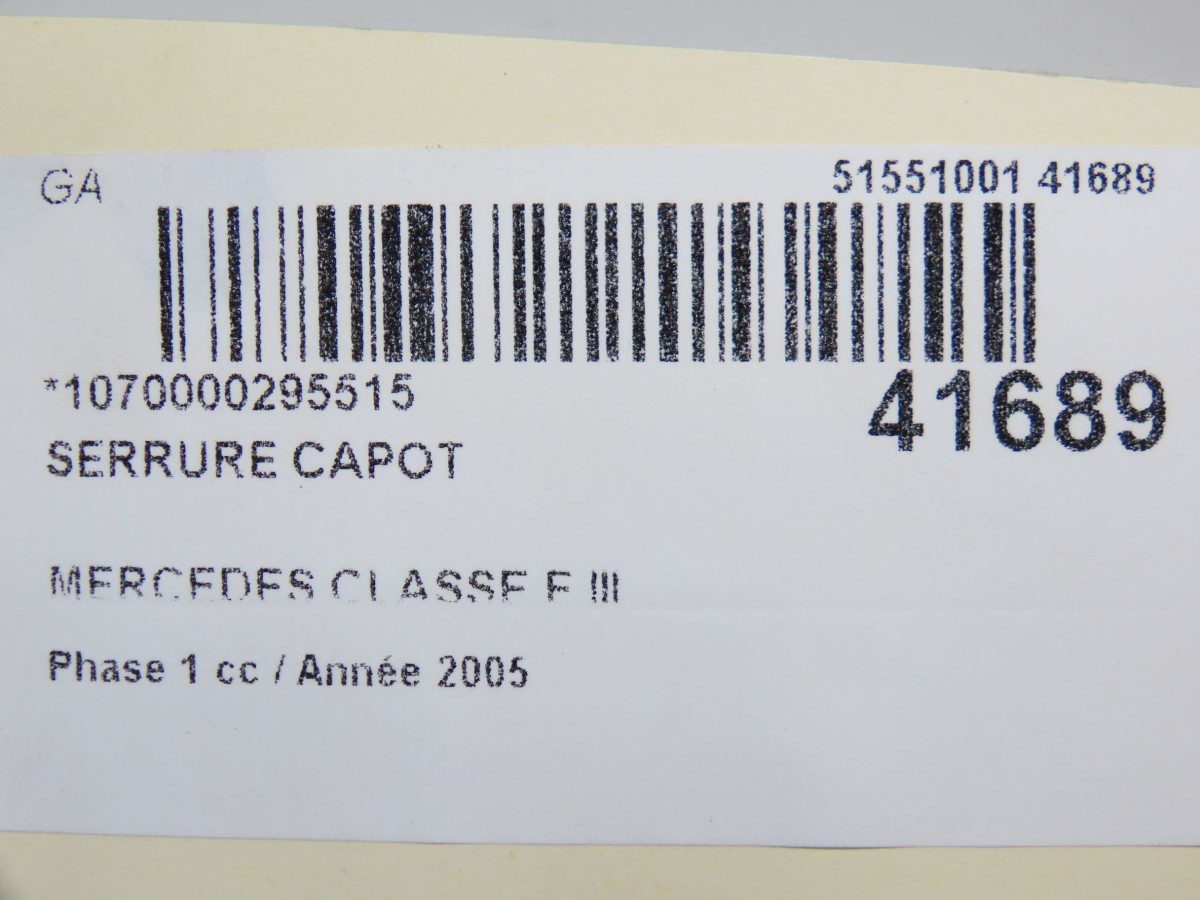 GA
51551001 41689
*1070000295515
41689
SERRURE CAPOT
MERCEDES CLASSE E III
Phase 1 cc / Année 2005